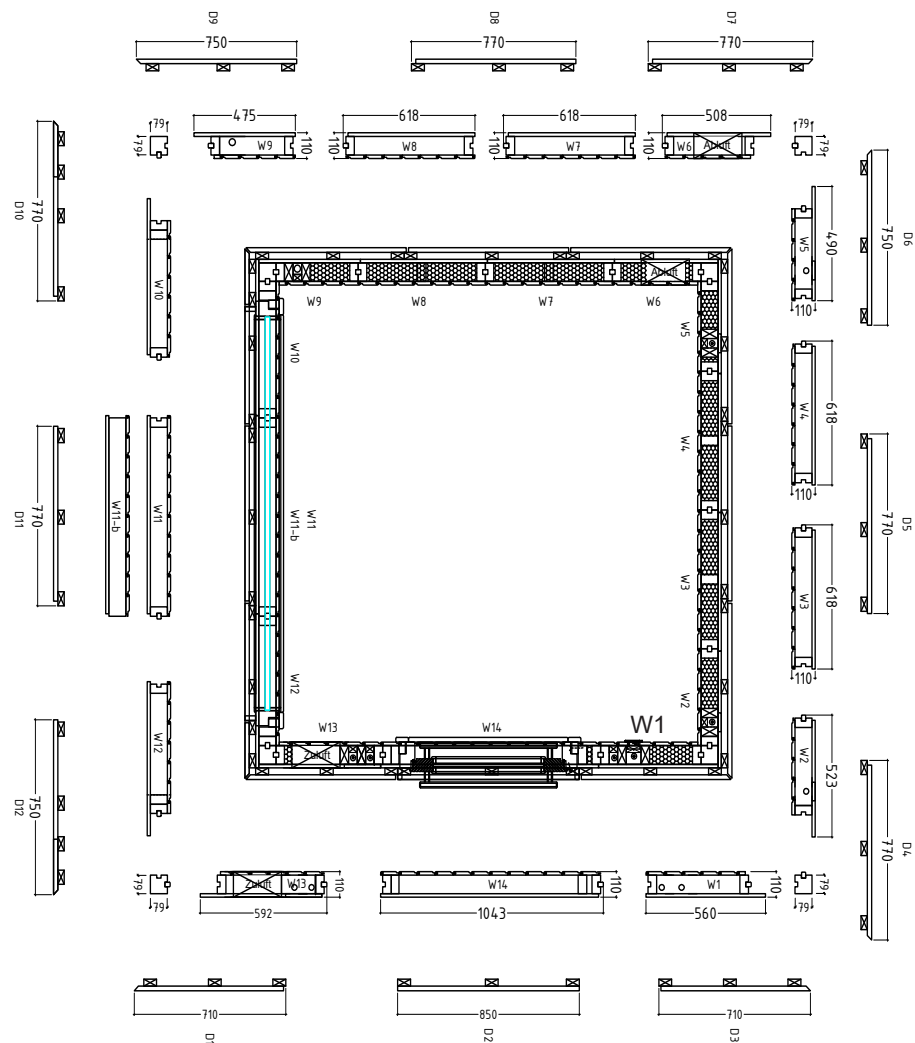 D9
D8
D7
750
770
770
475
618
618
508
79
79
110
W9
110
W8
110
W7
110
W6
Abluft
79
79
D10
770
W10
W5
490
110
D6
750
W9
W8
W7
W6
Abluft
W10
W5
W4
618
110
W4
D11
770
W11-b
W11
W11
W11-b
D5
770
W3
W3
618
110
W12
W2
W13
W14
W1
Zuluft
D12
750
W12
W2
523
D4
770
79
79
Zuluft
W13
110
592
W14
1043
W1
110
560
79
79
710
850
710
D2
D3